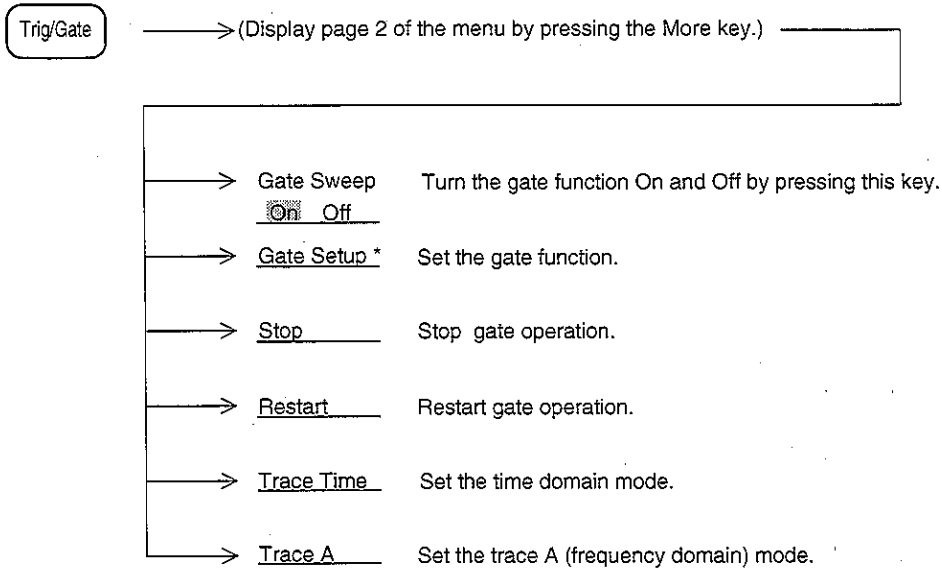 Trig/Gate (Display page 2 of the menu by pressing the More key.)
Gate Sweep Turn the gate function On and Off by pressing this key.
On Off
Gate Setup * Set the gate function.
Stop Stop gate operation.
Restart Restart gate operation.
Trace Time Set the time domain mode.
Trace A Set the trace A (frequency domain) mode.